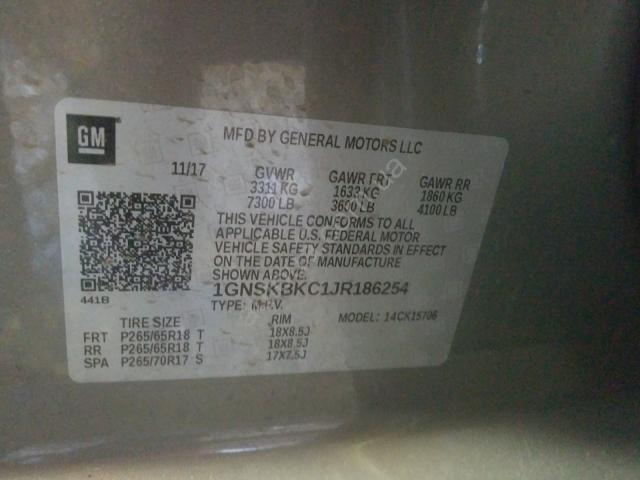 GM
MFD BY GENERAL MOTORS LLC
11/17 GVWR GAWR FRT GAWR RR
3311 KG 1633 KG 1860 KG
7300 LB 3600 LB 4100 LB
THIS VEHICLE CONFORMS TO ALL
APPLICABLE U.S. FEDERAL MOTOR
VEHICLE SAFETY STANDARDS IN EFFECT
ON THE DATE OF MANUFACTURE
SHOWN ABOVE.
441B
1GNSKBKC1JR186254
TYPE: M.P.V. MODEL: 14CK15706
TIRE SIZE RIM
FRT P265/65R18 T 18X8.5J
RR P265/65R18 T 18X8.5J
SPA P265/70R17 S 17X7.5J